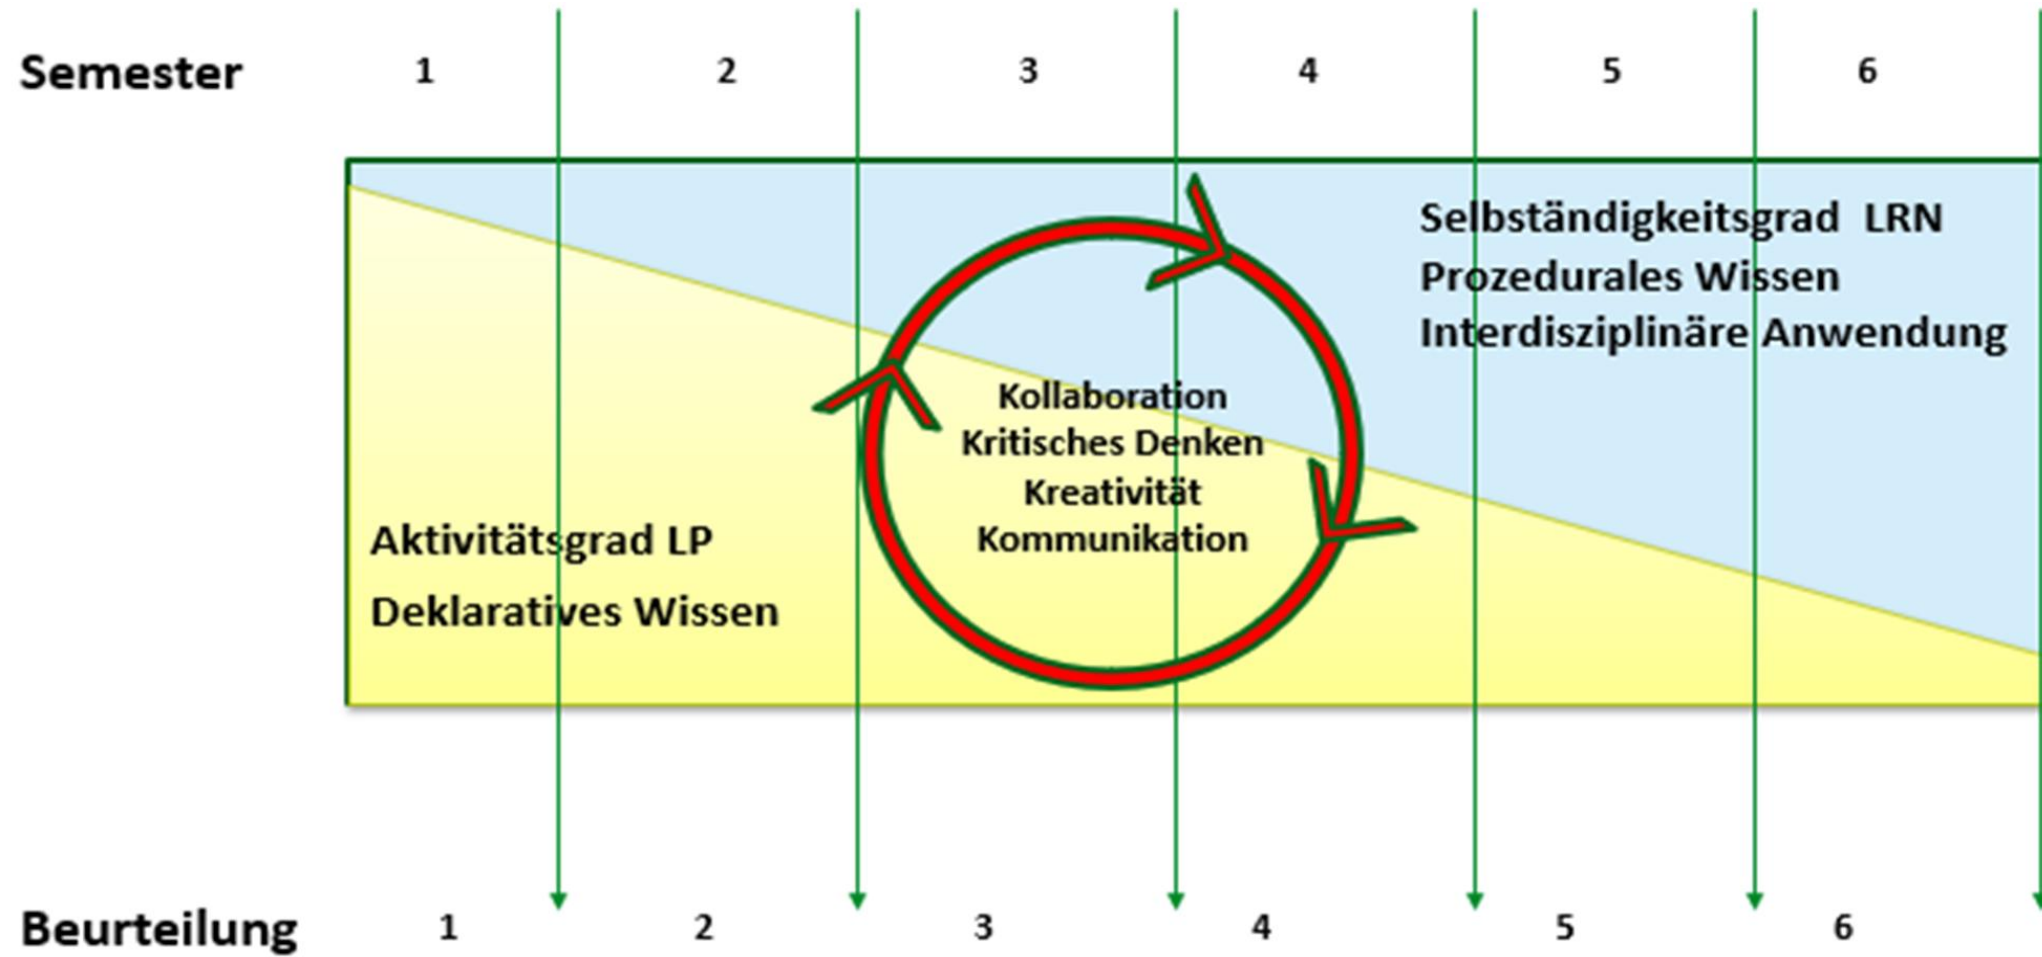 Semester 1 2 3 4 5 6
Selbständigkeitsgrad LRN
Prozedurales Wissen
Interdisziplinäre Anwendung
Kollaboration
Kritisches Denken
Kreativität
Kommunikation
Aktivitätsgrad LP
Deklaratives Wissen
Beurteilung 1 2 3 4 5 6